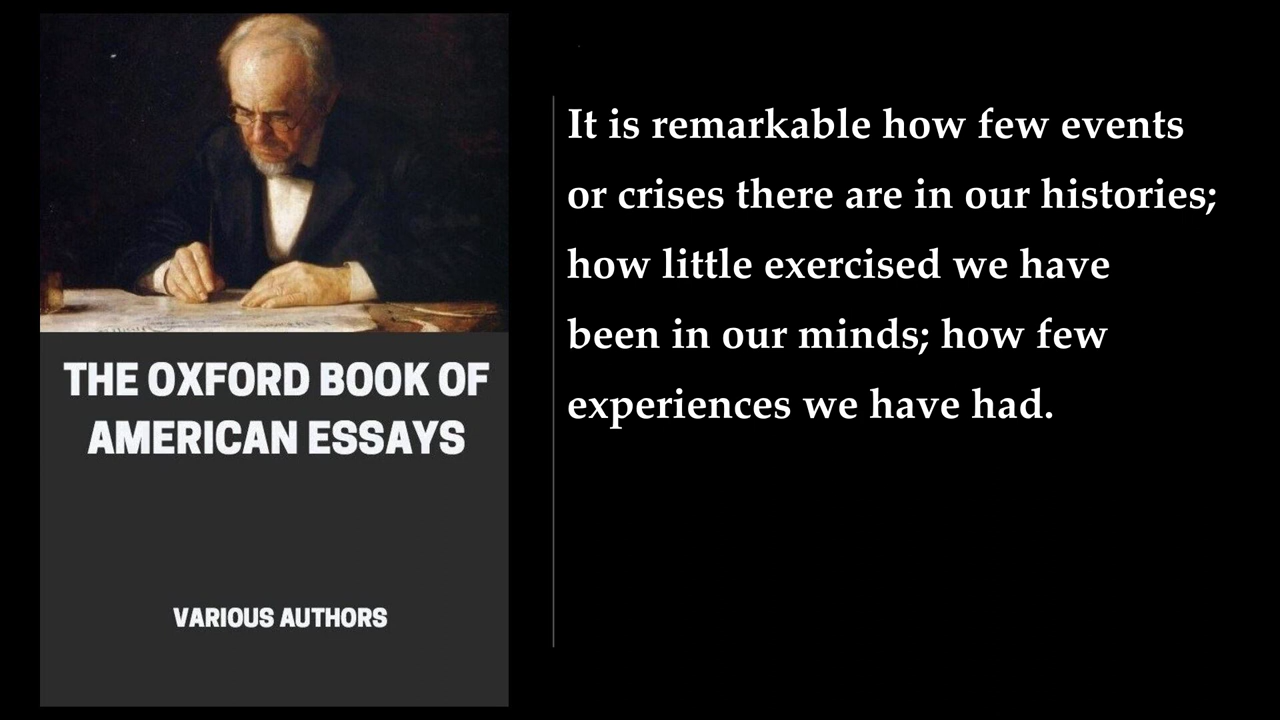 THE OXFORD BOOK OF
AMERICAN ESSAYS
VARIOUS AUTHORS
It is remarkable how few events
or crises there are in our histories;
how little exercised we have
been in our minds; how few
experiences we have had.